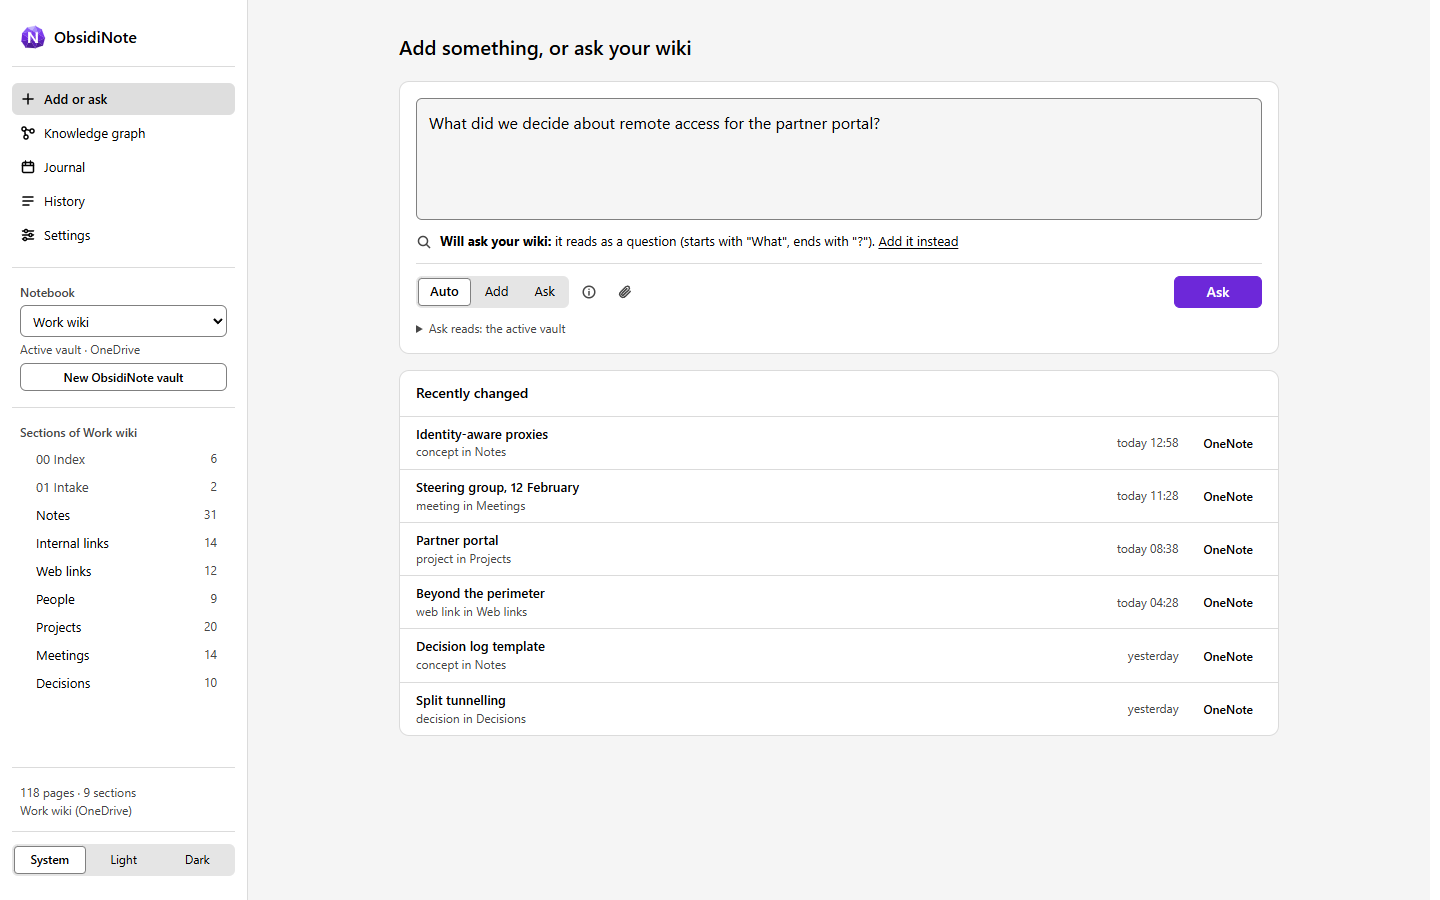 ObsidiNote
Add or ask
Knowledge graph
Journal
History
Settings
Notebook
Work wiki
Active vault · OneDrive
New ObsidiNote vault
Sections of Work wiki
00 Index 6
01 Intake 2
Notes 31
Internal links 14
Web links 12
People 9
Projects 20
Meetings 14
Decisions 10
118 pages · 9 sections
Work wiki (OneDrive)
System Light Dark
Add something, or ask your wiki
What did we decide about remote access for the partner portal?
Will ask your wiki: it reads as a question (starts with "What", ends with "?"). Add it instead
Auto Add Ask Ask
Ask reads: the active vault
Recently changed
Identity-aware proxies
concept in Notes
today 12:58 OneNote
Steering group, 12 February
meeting in Meetings
today 11:28 OneNote
Partner portal
project in Projects
today 08:38 OneNote
Beyond the perimeter
web link in Web links
today 04:28 OneNote
Decision log template
concept in Notes
yesterday OneNote
Split tunnelling
decision in Decisions
yesterday OneNote